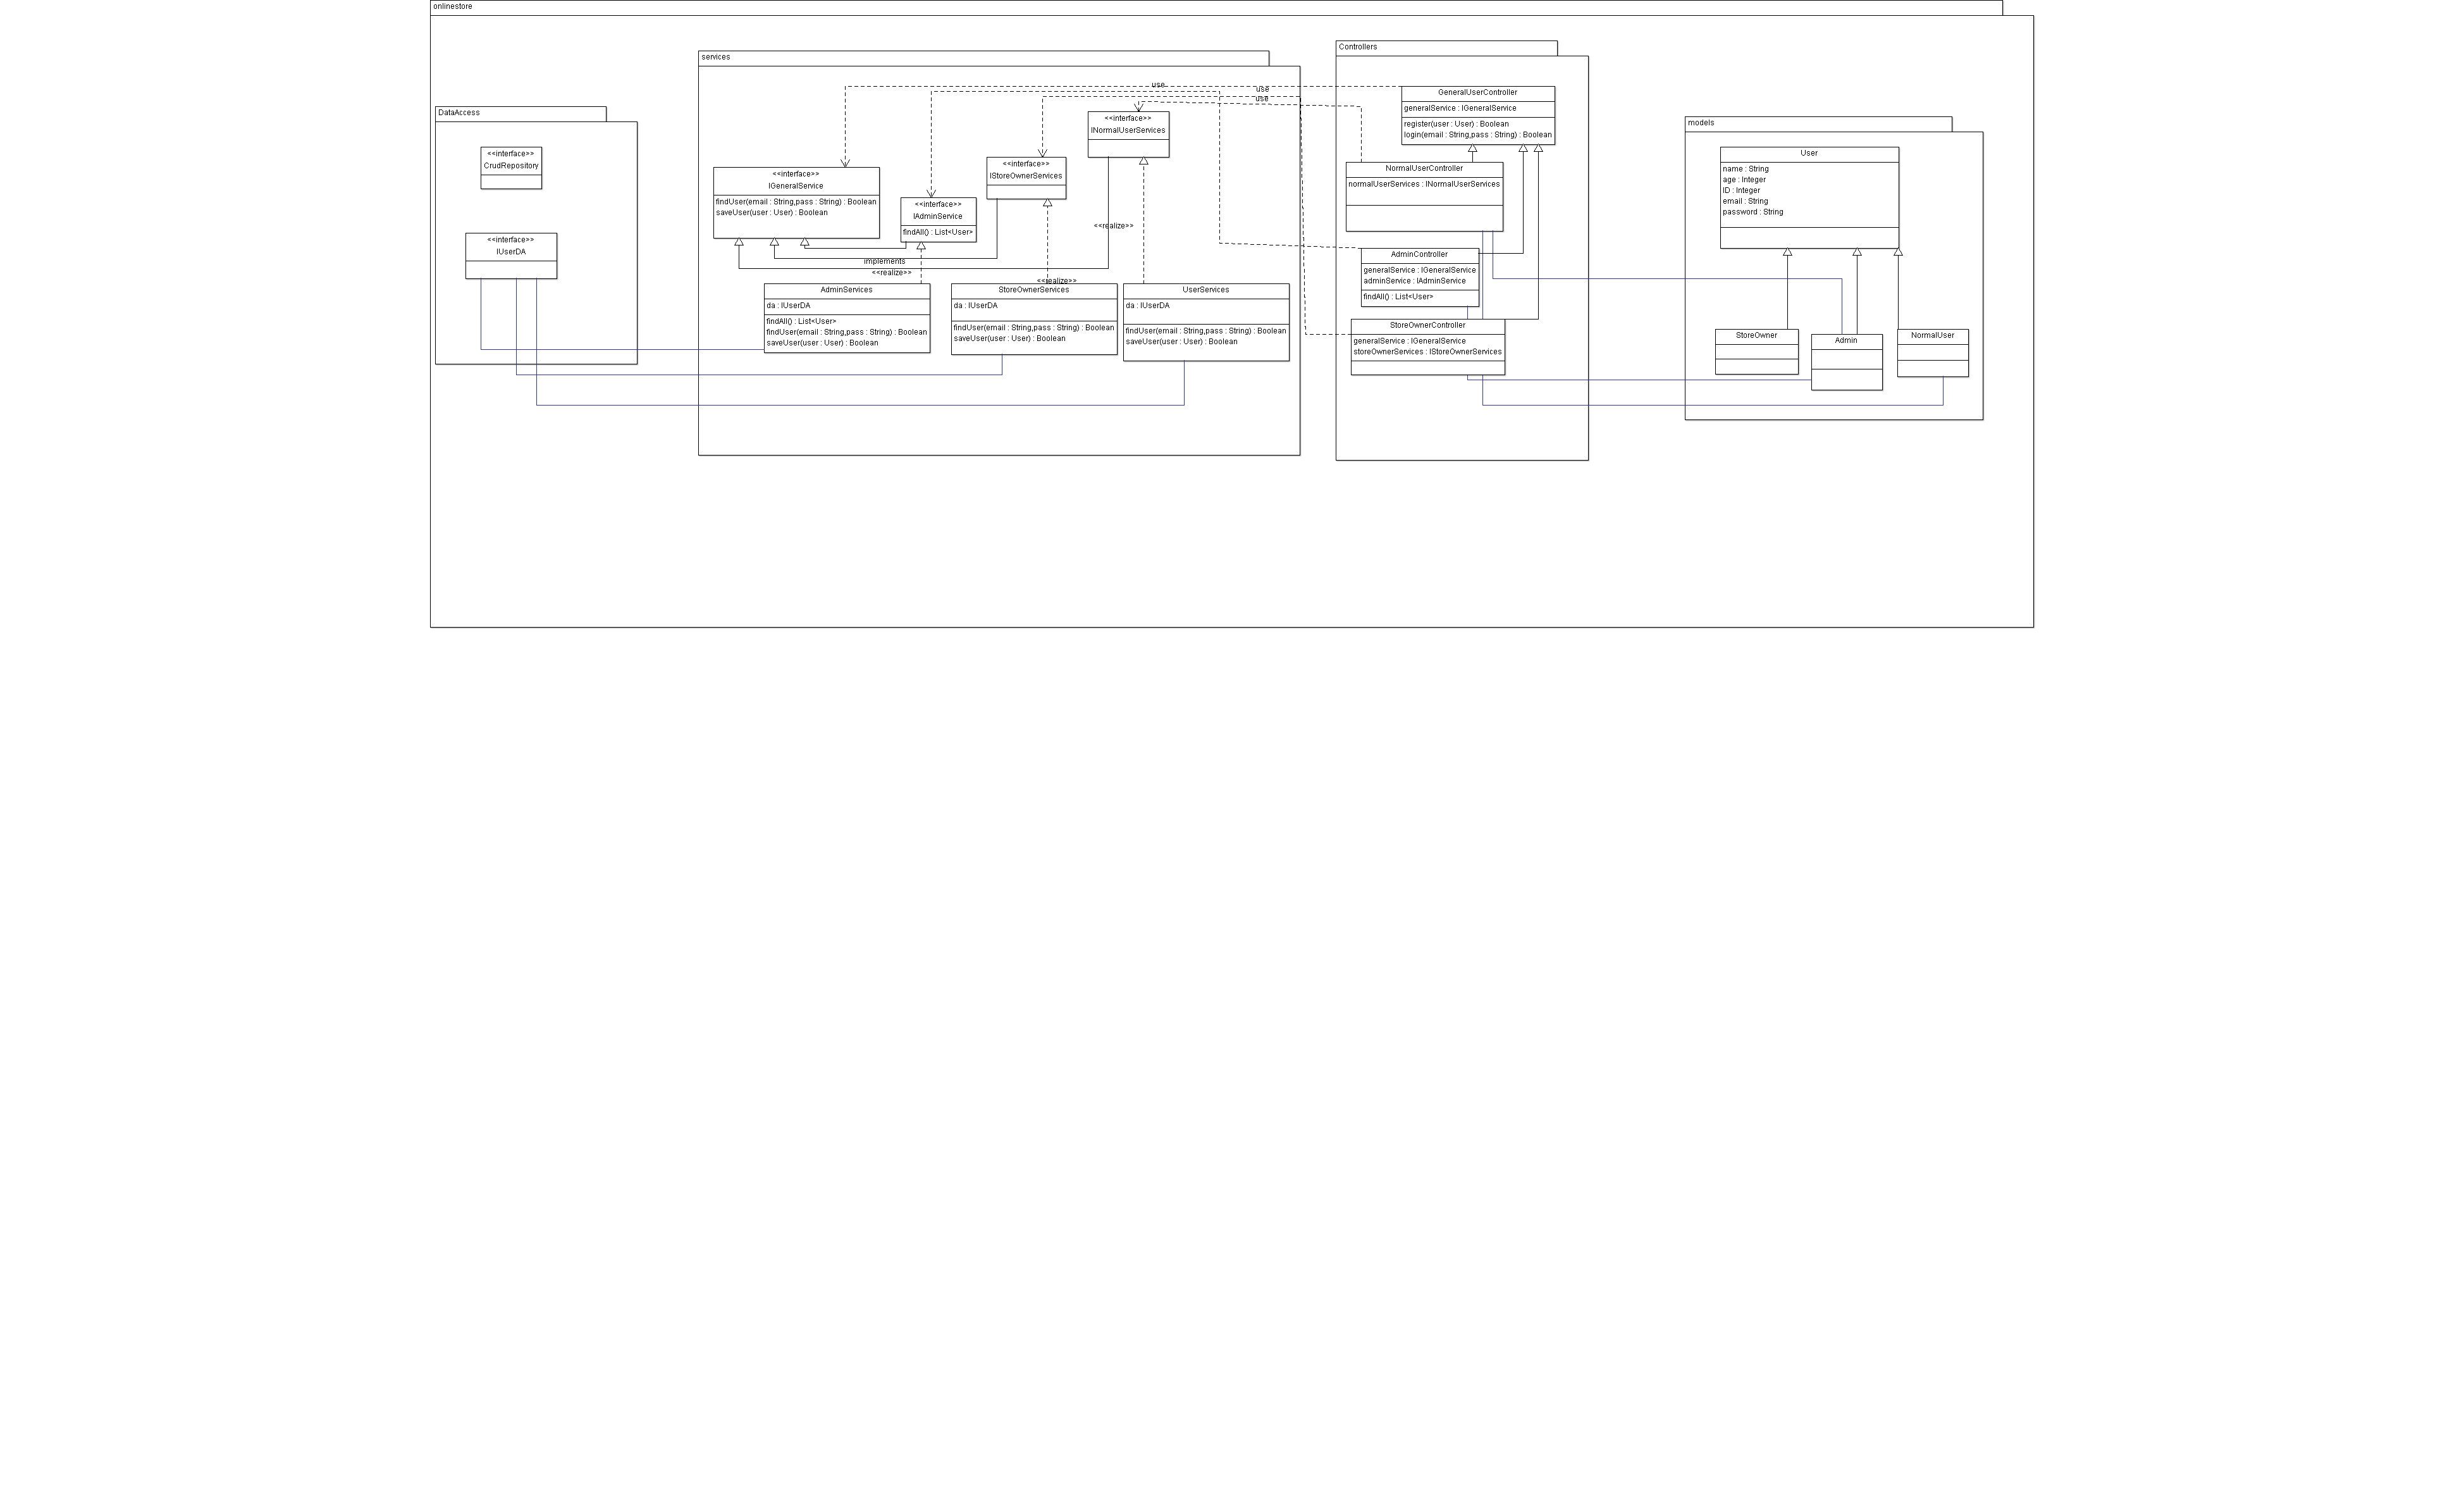 onlinestore
DataAccess
<<interface>>
CrudRepository
<<interface>>
IUserDA
services
<<interface>>
IGeneralService
findUser(email : String,pass : String) : Boolean
saveUser(user : User) : Boolean
<<interface>>
IAdminService
findAll() : List<User>
<<interface>>
IStoreOwnerServices
<<interface>>
INormalUserServices
use
use
use
<<realize>>
implements
<<realize>>
<<realize>>
AdminServices
da : IUserDA
findAll() : List<User>
findUser(email : String,pass : String) : Boolean
saveUser(user : User) : Boolean
StoreOwnerServices
da : IUserDA
findUser(email : String,pass : String) : Boolean
saveUser(user : User) : Boolean
UserServices
da : IUserDA
findUser(email : String,pass : String) : Boolean
saveUser(user : User) : Boolean
Controllers
GeneralUserController
generalService : IGeneralService
register(user : User) : Boolean
login(email : String,pass : String) : Boolean
NormalUserController
normalUserServices : INormalUserServices
AdminController
generalService : IGeneralService
adminService : IAdminService
findAll() : List<User>
StoreOwnerController
generalService : IGeneralService
storeOwnerServices : IStoreOwnerServices
models
User
name : String
age : Integer
ID : Integer
email : String
password : String
StoreOwner
Admin
NormalUser